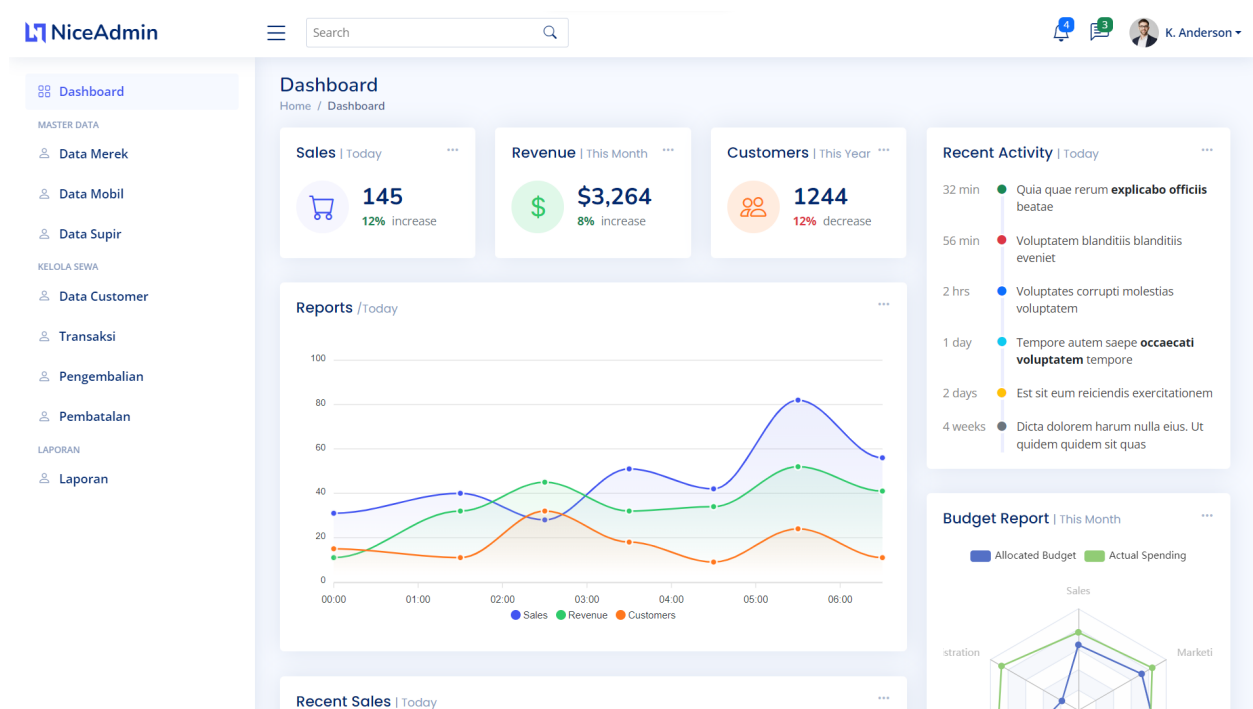 NiceAdmin
Search
4
3
K. Anderson
Dashboard
MASTER DATA
Data Merek
Data Mobil
Data Supir
KELOLA SEWA
Data Customer
Transaksi
Pengembalian
Pembatalan
LAPORAN
Laporan
Dashboard
Home / Dashboard
Sales | Today
145
12% increase
Revenue | This Month
$
$3,264
8% increase
Customers | This Year
1244
12% decrease
Reports /Today
100
80
60
40
20
0
00:00 01:00 02:00 03:00 04:00 05:00 06:00
Sales Revenue Customers
Recent Sales | Today
Recent Activity | Today
32 min Quia quae rerum explicabo officiis
beatae
56 min Voluptatem blanditiis blanditiis
eveniet
2 hrs Voluptates corrupti molestias
voluptatem
1 day Tempore autem saepe occaecati
voluptatem tempore
2 days Est sit eum reiciendis exercitationem
4 weeks Dicta dolorem harum nulla eius. Ut
quidem quidem sit quas
Budget Report | This Month
Allocated Budget Actual Spending
Sales
istration Marketi